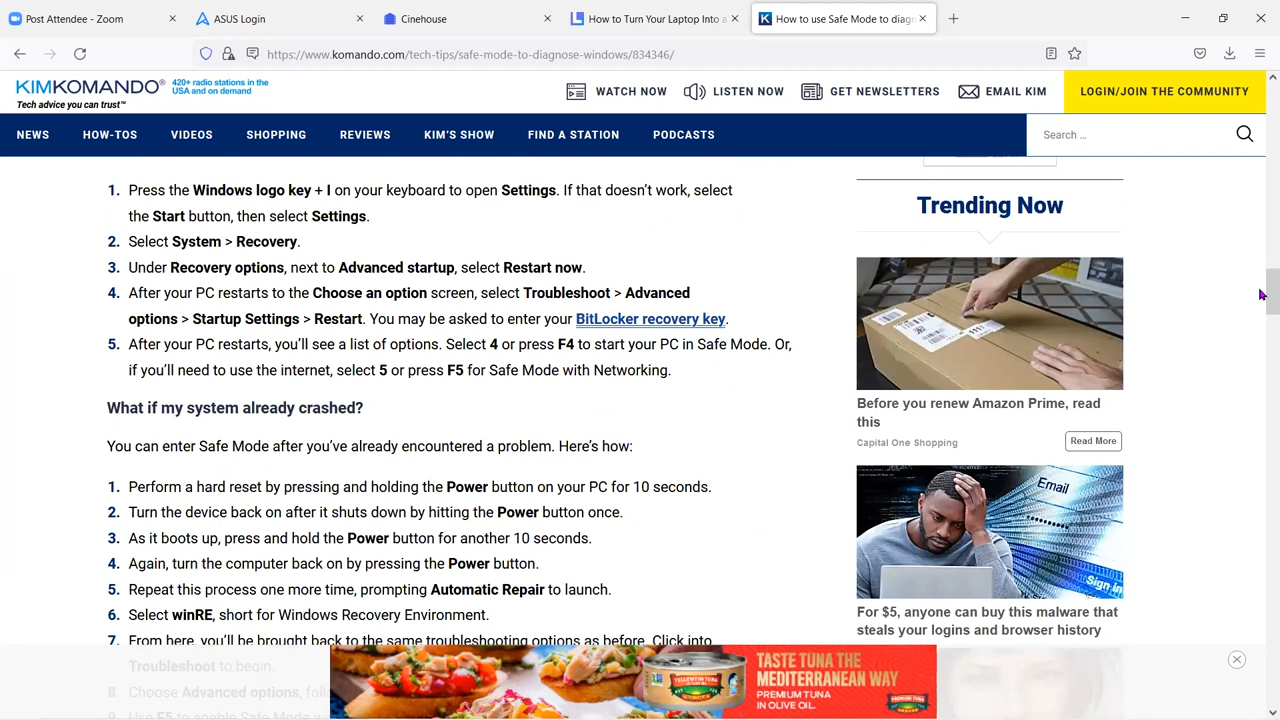 Post Attendee - Zoom
ASUS Login
Cinehouse
How to Turn Your Laptop Into a
How to use Safe Mode to diagn
https://www.komando.com/tech-tips/safe-mode-to-diagnose-windows/834346/
KIMKOMANDO®
420+ radio stations in the
USA and on demand
Tech advice you can trust™
WATCH NOW
LISTEN NOW
GET NEWSLETTERS
EMAIL KIM
LOGIN/JOIN THE COMMUNITY
NEWS
HOW-TOS
VIDEOS
SHOPPING
REVIEWS
KIM'S SHOW
FIND A STATION
PODCASTS
Search ...
1. Press the Windows logo key + I on your keyboard to open Settings. If that doesn't work, select
the Start button, then select Settings.
2. Select System > Recovery.
3. Under Recovery options, next to Advanced startup, select Restart now.
4. After your PC restarts to the Choose an option screen, select Troubleshoot > Advanced
options > Startup Settings > Restart. You may be asked to enter your BitLocker recovery key.
5. After your PC restarts, you'll see a list of options. Select 4 or press F4 to start your PC in Safe Mode. Or,
if you'll need to use the internet, select 5 or press F5 for Safe Mode with Networking.
What if my system already crashed?
You can enter Safe Mode after you've already encountered a problem. Here's how:
1. Perform a hard reset by pressing and holding the Power button on your PC for 10 seconds.
2. Turn the device back on after it shuts down by hitting the Power button once.
3. As it boots up, press and hold the Power button for another 10 seconds.
4. Again, turn the computer back on by pressing the Power button.
5. Repeat this process one more time, prompting Automatic Repair to launch.
6. Select winRE, short for Windows Recovery Environment.
7. From here, you'll be brought back to the same troubleshooting options as before. Click into
Troubleshoot to begin.
8. Choose Advanced options, foll
9. Use F5 to enable Safe Mode w
Trending Now
Before you renew Amazon Prime, read
this
Capital One Shopping
Read More
Email
Sign in
For $5, anyone can buy this malware that
steals your logins and browser history
TASTE TUNA THE
MEDITERRANEAN WAY
PREMIUM TUNA
IN OLIVE OIL.